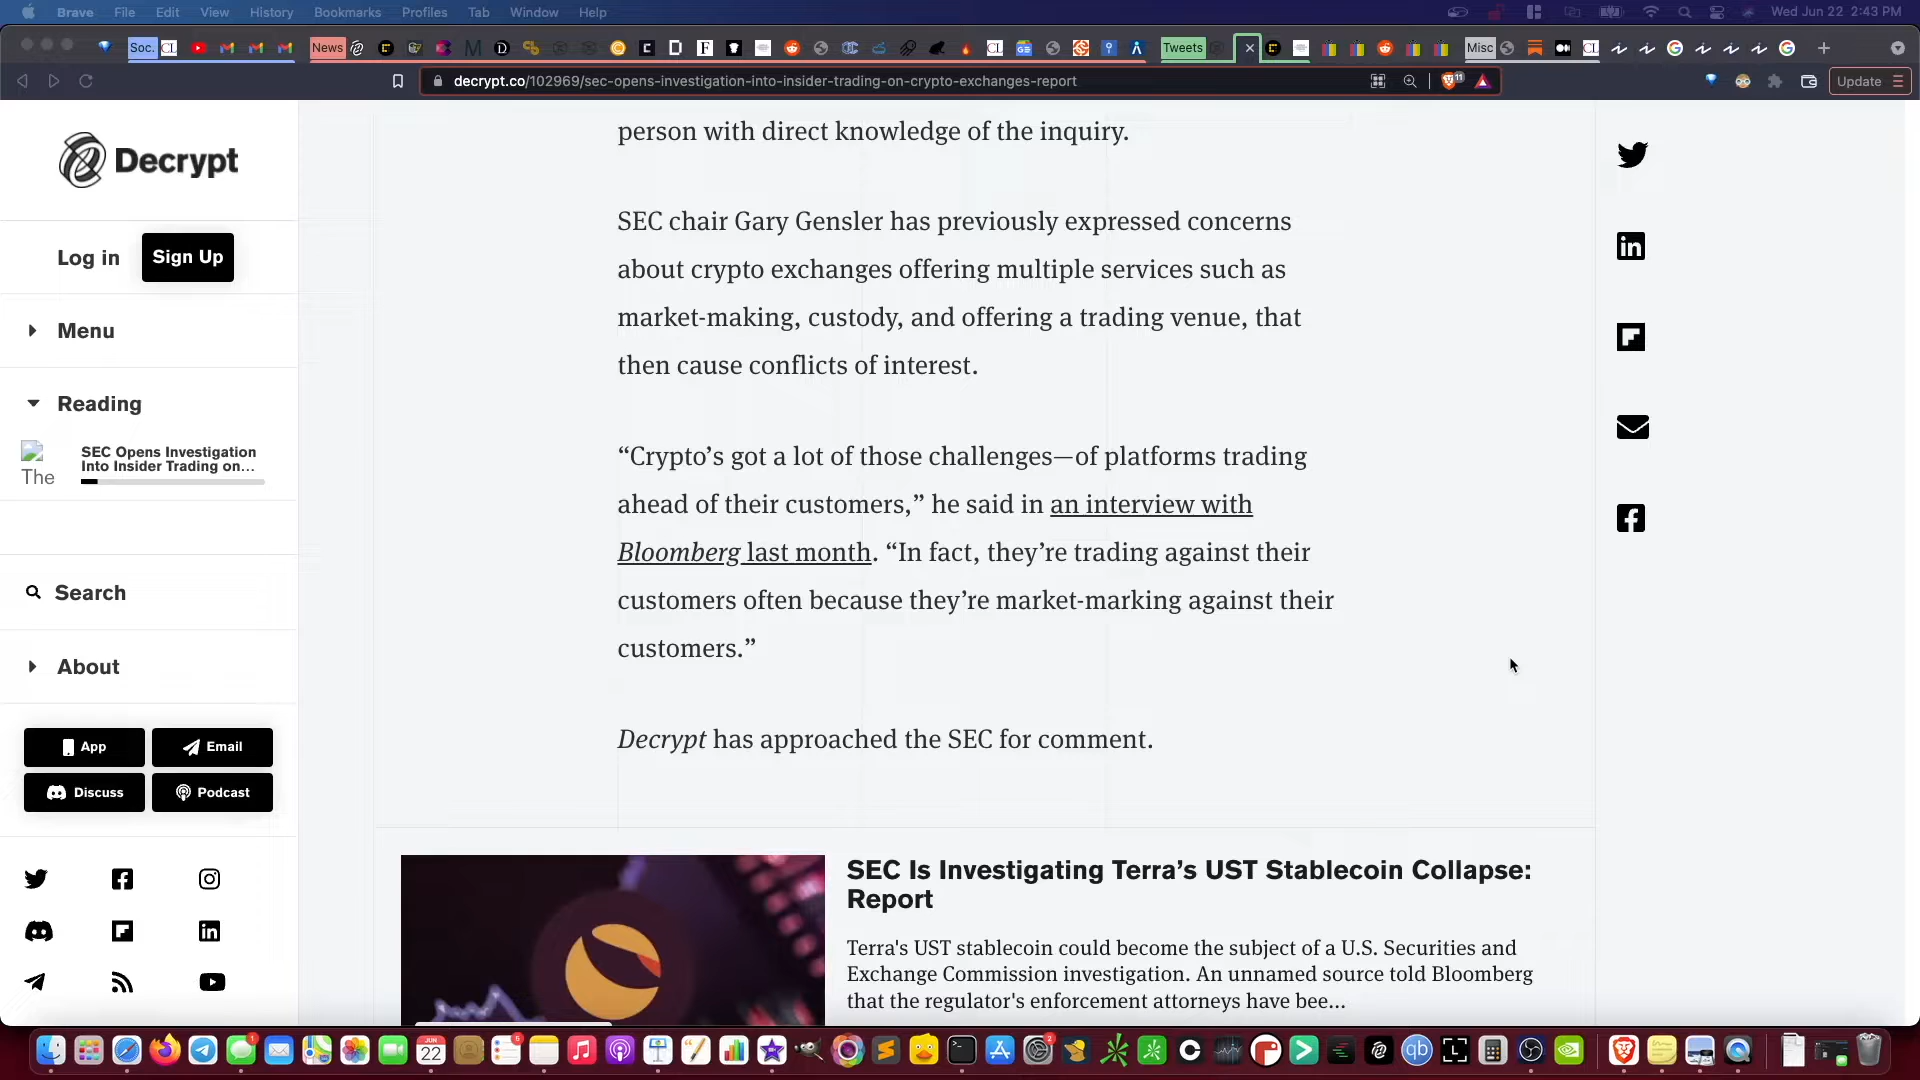 Brave File Edit View History Bookmarks Profiles Tab Window Help
Wed Jun 22 2:43 PM
Soc.
CL
News
CL
Tweets
Misc
CL
decrypt.co/102969/sec-opens-investigation-into-insider-trading-on-crypto-exchanges-report
11
Update
Decrypt
Log in
Sign Up
Menu
Reading
The
SEC Opens Investigation
Into Insider Trading on...
Search
About
App
Email
Discuss
Podcast
person with direct knowledge of the inquiry.
SEC chair Gary Gensler has previously expressed concerns
about crypto exchanges offering multiple services such as
market-making, custody, and offering a trading venue, that
then cause conflicts of interest.
“Crypto’s got a lot of those challenges—of platforms trading
ahead of their customers,” he said in an interview with
Bloomberg last month. “In fact, they’re trading against their
customers often because they’re market-marking against their
customers.”
Decrypt has approached the SEC for comment.
SEC Is Investigating Terra’s UST Stablecoin Collapse:
Report
Terra's UST stablecoin could become the subject of a U.S. Securities and
Exchange Commission investigation. An unnamed source told Bloomberg
that the regulator's enforcement attorneys have bee...
JUN
22